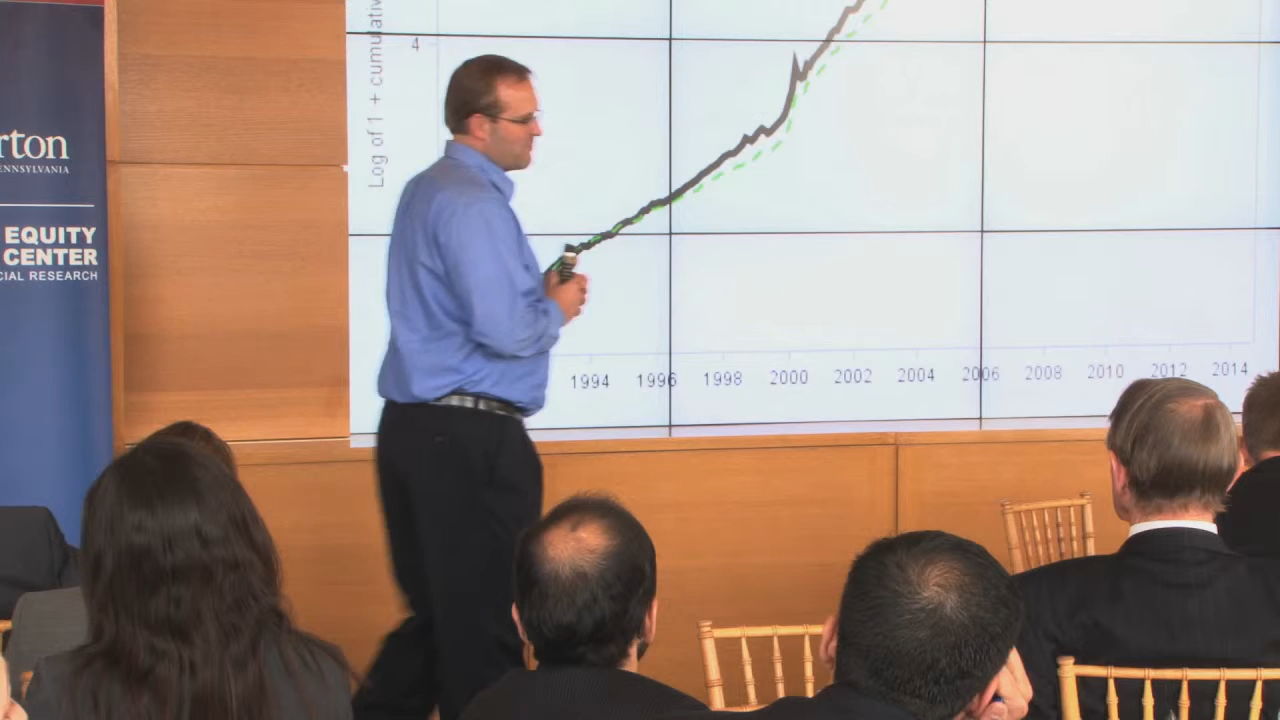 rton
ENNSYLVANIA
EQUITY
CENTER
CIAL RESEARCH
Log of 1 + cumulativ
4
1994 1996 1998 2000 2002 2004 2006 2008 2010 2012 2014